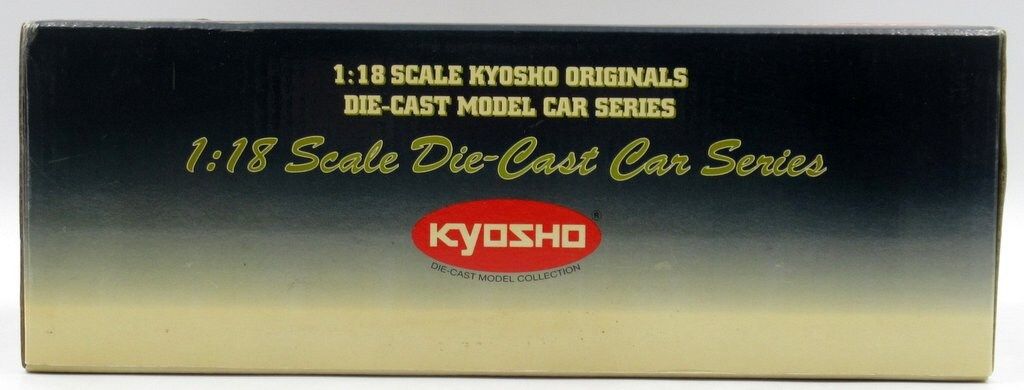 1:18 SCALE KYOSHO ORIGINALS
DIE-CAST MODEL CAR SERIES
1:18 Scale Die-Cast Car Series
KYOSHO ®
DIE-CAST MODEL COLLECTION